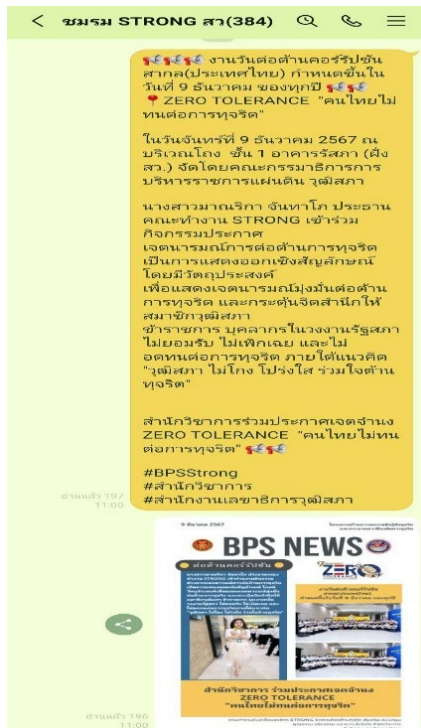 ชมรม STRONG สว(384)
งานวันต่อต้านคอร์รัปชัน
สากล(ประเทศไทย) กำหนดขึ้นใน
วันที่ 9 ธันวาคม ของทุกปี
ZERO TOLERANCE "คนไทยไม่
ทนต่อการทุจริต"
ในวันจันทร์ที่ 9 ธันวาคม 2567 ณ
บริเวณโถง ชั้น 1 อาคารรัสภา (ฝั่ง
สว.) จัดโดยคณะกรรมาธิการการ
บริหารราชการแผ่นดิน วุฒิสภา
นางสาวมาณริกา จันทาโภ ประธาน
คณะทำงาน STRONG เข้าร่วม
กิจกรรมประกาศ
เจตนารมณ์การต่อต้านการทุจริต
เป็นการแสดงออกเชิงสัญลักษณ์
โดยมีวัตถุประสงค์
เพื่อแสดงเจตนารมณ์มุ่งมั่นต่อต้าน
การทุจริต และกระตุ้นจิตสำนึกให้
สมาชิกวุฒิสภา
ข้าราชการ บุคลากรในวงงานรัฐสภา
ไม่ยอมรับ ไม่เพิกเฉย และไม่
อดทนต่อการทุจริต ภายใต้แนวคิด
"วุฒิสภา ไม่โกง โปร่งใส ร่วมใจต้าน
ทุจริต"
สำนักวิชาการร่วมประกาศเจตจำนง
ZERO TOLERANCE "คนไทยไม่ทน
ต่อการทุจริต"
#BPSStrong
#สำนักวิชาการ
#สำนักงานเลขาธิการวุฒิสภา
อ่านแล้ว 197
11:00
9 ธันวาคม 2567
BPS NEWS
ต่อต้านคอร์รัปชัน
ZERO
TOLERANCE
สำนักวิชาการ ร่วมประกาศเจตจำนง
ZERO TOLERANCE
"คนไทยไม่ทนต่อการทุจริต"
อ่านแล้ว 196
11:00